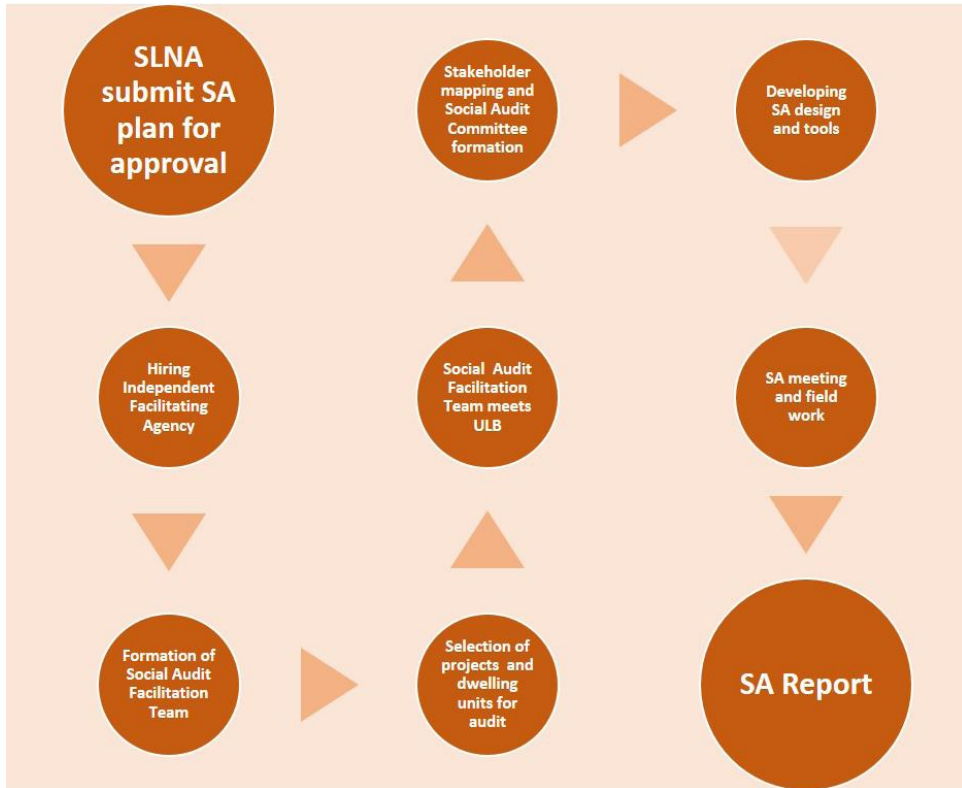 SLNA
submit SA
plan for
approval
Hiring
Independent
Facilitating
Agency
Formation of
Social Audit
Facilitation
Team
Selection of
projects and
dwelling
units for
audit
Social Audit
Facilitation
Team meets
ULB
Stakeholder
mapping and
Social Audit
Committee
formation
Developing
SA design
and tools
SA meeting
and field
work
SA Report